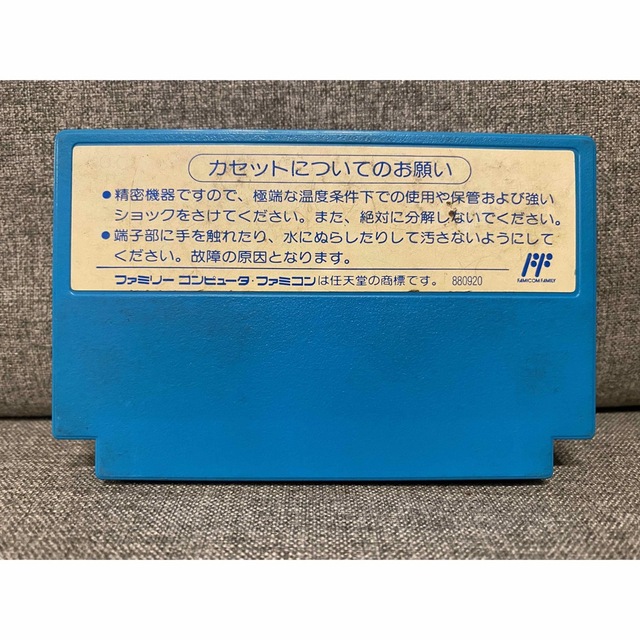 カセットについてのお願い
●精密機器ですので、極端な温度条件下での使用や保管および強い
ショックをさけてください。また、絶対に分解しないでください。
●端子部に手を触れたり、水にぬらしたりして汚さないようにして
ください。故障の原因となります。
ファミリーコンピュータ・ファミコンは任天堂の商標です。 880920
FF
FAMICOM FAMILY